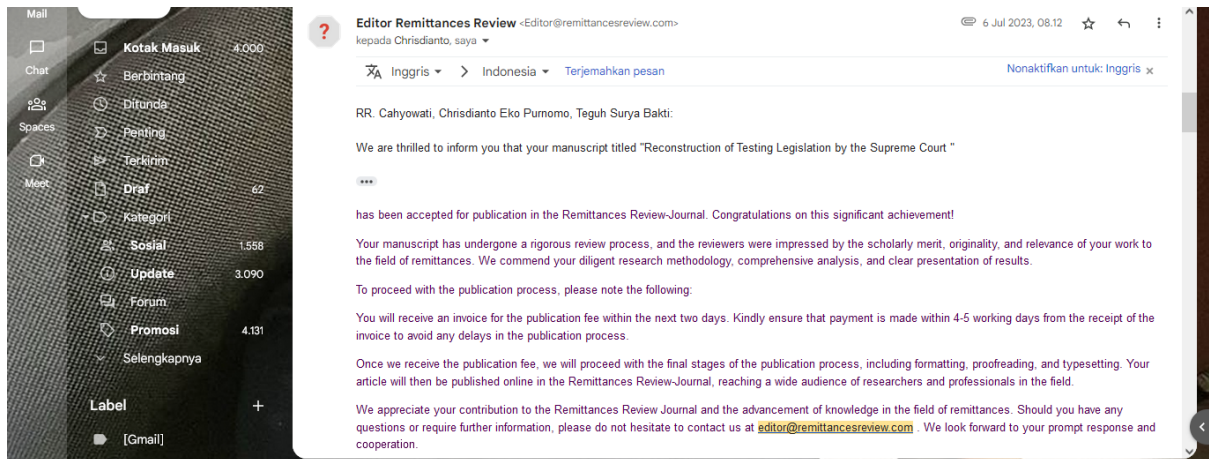 Mail
Chat
Spaces
Meet
Kotak Masuk 4.000
Berbintang
Ditunda
Penting
Terkirim
Draf 62
Kategori
Sosial 1.558
Update 3.090
Forum
Promosi 4.131
Selengkapnya
Label +
[Gmail]
?
Editor Remittances Review <Editor@remittancesreview.com> 6 Jul 2023, 08.12
kepada Chrisdianto, saya
Inggris > Indonesia Terjemahkan pesan Nonaktifkan untuk: Inggris x
RR. Cahyowati, Chrisdianto Eko Purnomo, Teguh Surya Bakti:
We are thrilled to inform you that your manuscript titled "Reconstruction of Testing Legislation by the Supreme Court "
•••
has been accepted for publication in the Remittances Review-Journal. Congratulations on this significant achievement!
Your manuscript has undergone a rigorous review process, and the reviewers were impressed by the scholarly merit, originality, and relevance of your work to
the field of remittances. We commend your diligent research methodology, comprehensive analysis, and clear presentation of results.
To proceed with the publication process, please note the following:
You will receive an invoice for the publication fee within the next two days. Kindly ensure that payment is made within 4-5 working days from the receipt of the
invoice to avoid any delays in the publication process.
Once we receive the publication fee, we will proceed with the final stages of the publication process, including formatting, proofreading, and typesetting. Your
article will then be published online in the Remittances Review-Journal, reaching a wide audience of researchers and professionals in the field.
We appreciate your contribution to the Remittances Review Journal and the advancement of knowledge in the field of remittances. Should you have any
questions or require further information, please do not hesitate to contact us at editor@remittancesreview.com . We look forward to your prompt response and
cooperation.